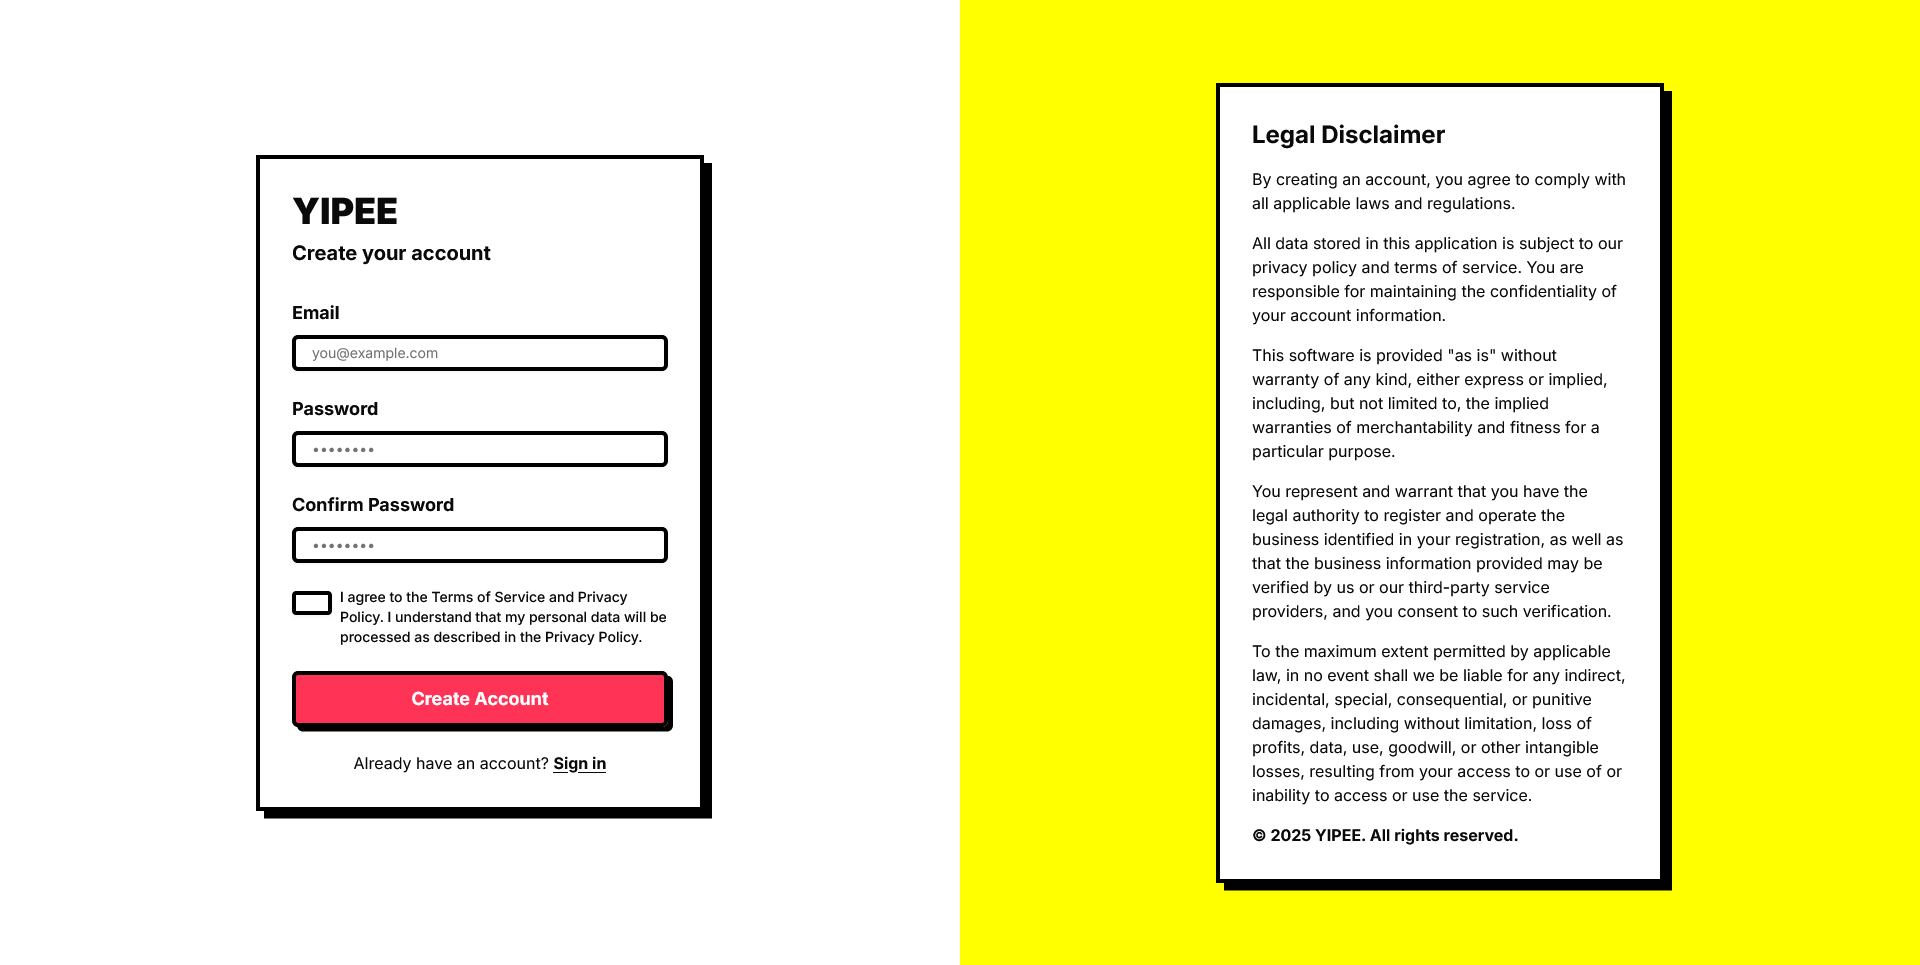 YIPEE
Create your account
Email
you@example.com
Password
••••••••
Confirm Password
••••••••
I agree to the Terms of Service and Privacy
Policy. I understand that my personal data will be
processed as described in the Privacy Policy.
Create Account
Already have an account? Sign in
Legal Disclaimer
By creating an account, you agree to comply with
all applicable laws and regulations.
All data stored in this application is subject to our
privacy policy and terms of service. You are
responsible for maintaining the confidentiality of
your account information.
This software is provided "as is" without
warranty of any kind, either express or implied,
including, but not limited to, the implied
warranties of merchantability and fitness for a
particular purpose.
You represent and warrant that you have the
legal authority to register and operate the
business identified in your registration, as well as
that the business information provided may be
verified by us or our third-party service
providers, and you consent to such verification.
To the maximum extent permitted by applicable
law, in no event shall we be liable for any indirect,
incidental, special, consequential, or punitive
damages, including without limitation, loss of
profits, data, use, goodwill, or other intangible
losses, resulting from your access to or use of or
inability to access or use the service.
© 2025 YIPEE. All rights reserved.